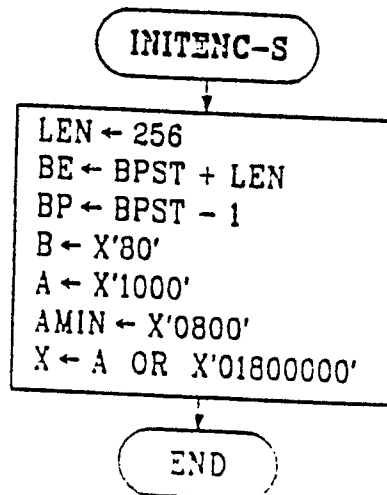 INITENC-S
LEN ← 256
BE ← BPST + LEN
BP ← BPST - 1
B ← X'80'
A ← X'1000'
AMIN ← X'0800'
X ← A OR X'01800000'
END